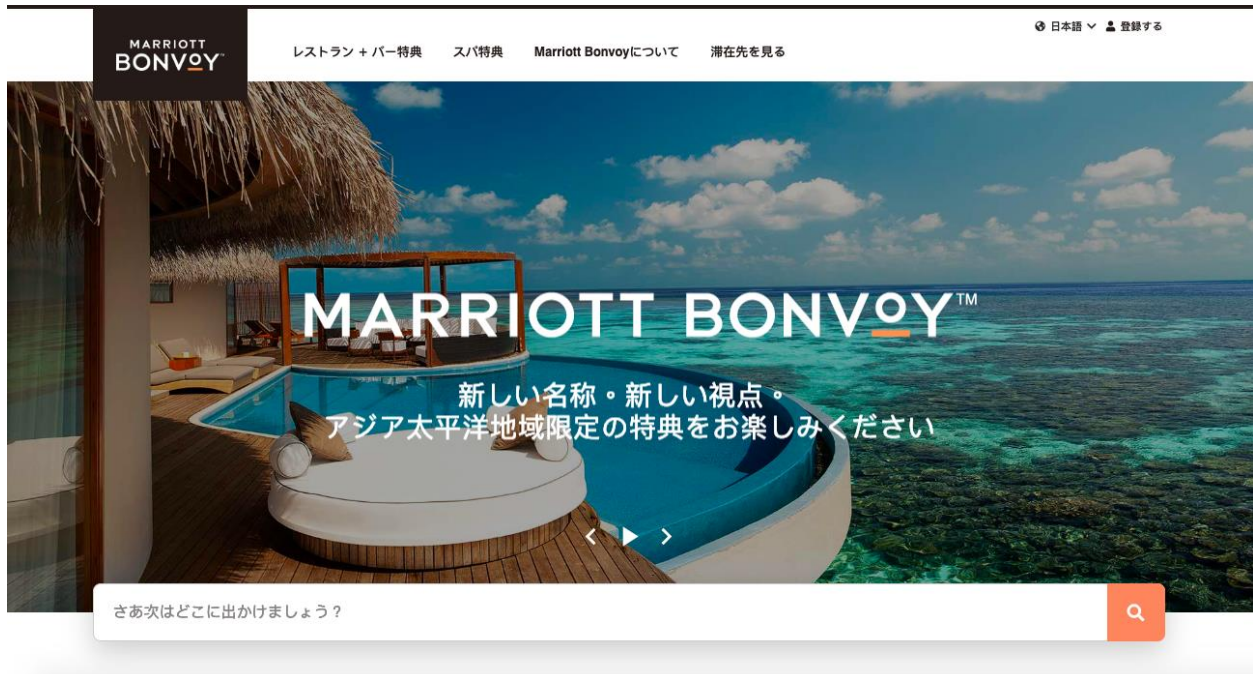 MARRIOTT
BONVOY™
日本語
登録する
レストラン + バー特典
スパ特典
Marriott Bonvoyについて
滞在先を見る
MARRIOTT BONVOY™
新しい名称。新しい視点。
アジア太平洋地域限定の特典をお楽しみください
さあ次はどこに出かけましょう？